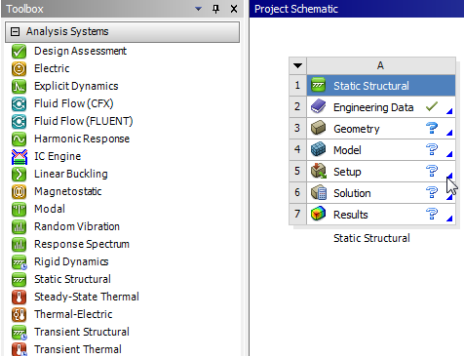 Toolbox
Analysis Systems
Design Assessment
Electric
Explicit Dynamics
Fluid Flow (CFX)
Fluid Flow (FLUENT)
Harmonic Response
IC Engine
Linear Buckling
Magnetostatic
Modal
Random Vibration
Response Spectrum
Rigid Dynamics
Static Structural
Steady-State Thermal
Thermal-Electric
Transient Structural
Transient Thermal
Project Schematic
A
1 Static Structural
2 Engineering Data
3 Geometry
4 Model
5 Setup
6 Solution
7 Results
Static Structural